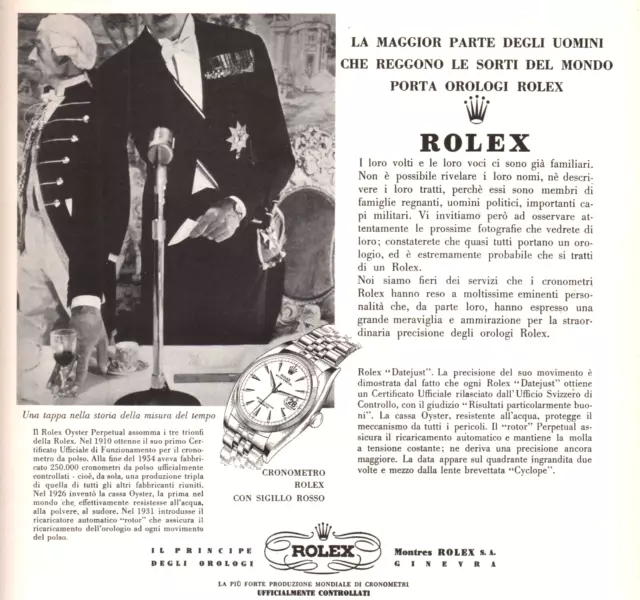 LA MAGGIOR PARTE DEGLI UOMINI
CHE REGGONO LE SORTI DEL MONDO
PORTA OROLOGI ROLEX
ROLEX
I loro volti e le loro voci ci sono già familiari.
Non è possibile rivelare i loro nomi, nè descri-
vere i loro tratti, perchè essi sono membri di
famiglie regnanti, uomini politici, importanti ca-
pi militari. Vi invitiamo però ad osservare at-
tentamente le prossime fotografie che vedrete di
loro; constaterete che quasi tutti portano un oro-
logio, ed è estremamente probabile che si tratti
di un Rolex.
Noi siamo fieri dei servizi che i cronometri
Rolex hanno reso a moltissime eminenti perso-
nalità che, da parte loro, hanno espresso una
grande meraviglia e ammirazione per la straor-
dinaria precisione degli orologi Rolex.
Rolex "Datejust". La precisione del suo movimento è
dimostrata dal fatto che ogni Rolex "Datejust" ottiene
un Certificato Ufficiale rilasciato dall'Ufficio Svizzero di
Controllo, con il giudizio "Risultati particolarmente buo-
ni". La cassa Oyster, resistente all'acqua, protegge il
meccanismo da tutti i pericoli. Il "rotor" Perpetual as-
sicura il ricaricamento automatico e mantiene la molla
a tensione costante; ne deriva una precisione ancora
maggiore. La data appare sul quadrante ingrandita due
volte e mezzo dalla lente brevettata "Cyclope".
Una tappa nella storia della misura del tempo
Il Rolex Oyster Perpetual assomma i tre trionfi
della Rolex. Nel 1910 ottenne il suo primo Cer-
tificato Ufficiale di Funzionamento per il crono-
metro da polso. Alla fine del 1954 aveva fabbri-
cato 250.000 cronometri da polso ufficialmente
controllati - cioè, da sola, una produzione tripla
di quella di tutti gli altri fabbricanti riuniti.
Nel 1926 inventò la cassa Oyster, la prima nel
mondo che effettivamente resistesse all'acqua,
alla polvere, al sudore. Nel 1931 introdusse il
ricaricatore automatico "rotor" che assicura il
ricaricamento dell'orologio ad ogni movimento
del polso.
CRONOMETRO
ROLEX
CON SIGILLO ROSSO
IL PRINCIPE
DEGLI OROLOGI
ROLEX
Montres ROLEX S. A.
GINEVRA
LA PIÙ FORTE PRODUZIONE MONDIALE DI CRONOMETRI
UFFICIALMENTE CONTROLLATI